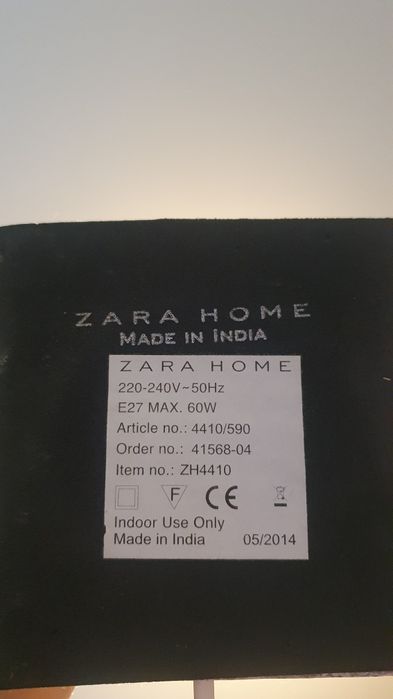 ZARA HOME
MADE IN INDIA
ZARA HOME
220-240V~50Hz
E27 MAX. 60W
Article no.: 4410/590
Order no.: 41568-04
Item no.: ZH4410
F CE
Indoor Use Only
Made in India 05/2014